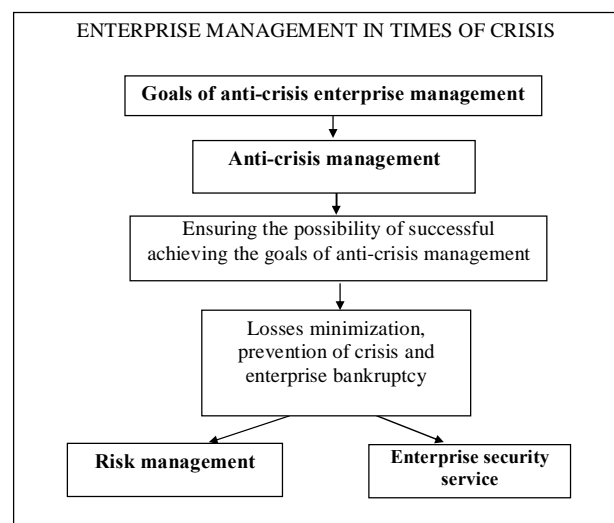 ENTERPRISE MANAGEMENT IN TIMES OF CRISIS
Goals of anti-crisis enterprise management
Anti-crisis management
Ensuring the possibility of successful
achieving the goals of anti-crisis management
Losses minimization,
prevention of crisis and
enterprise bankruptcy
Risk management
Enterprise security
service